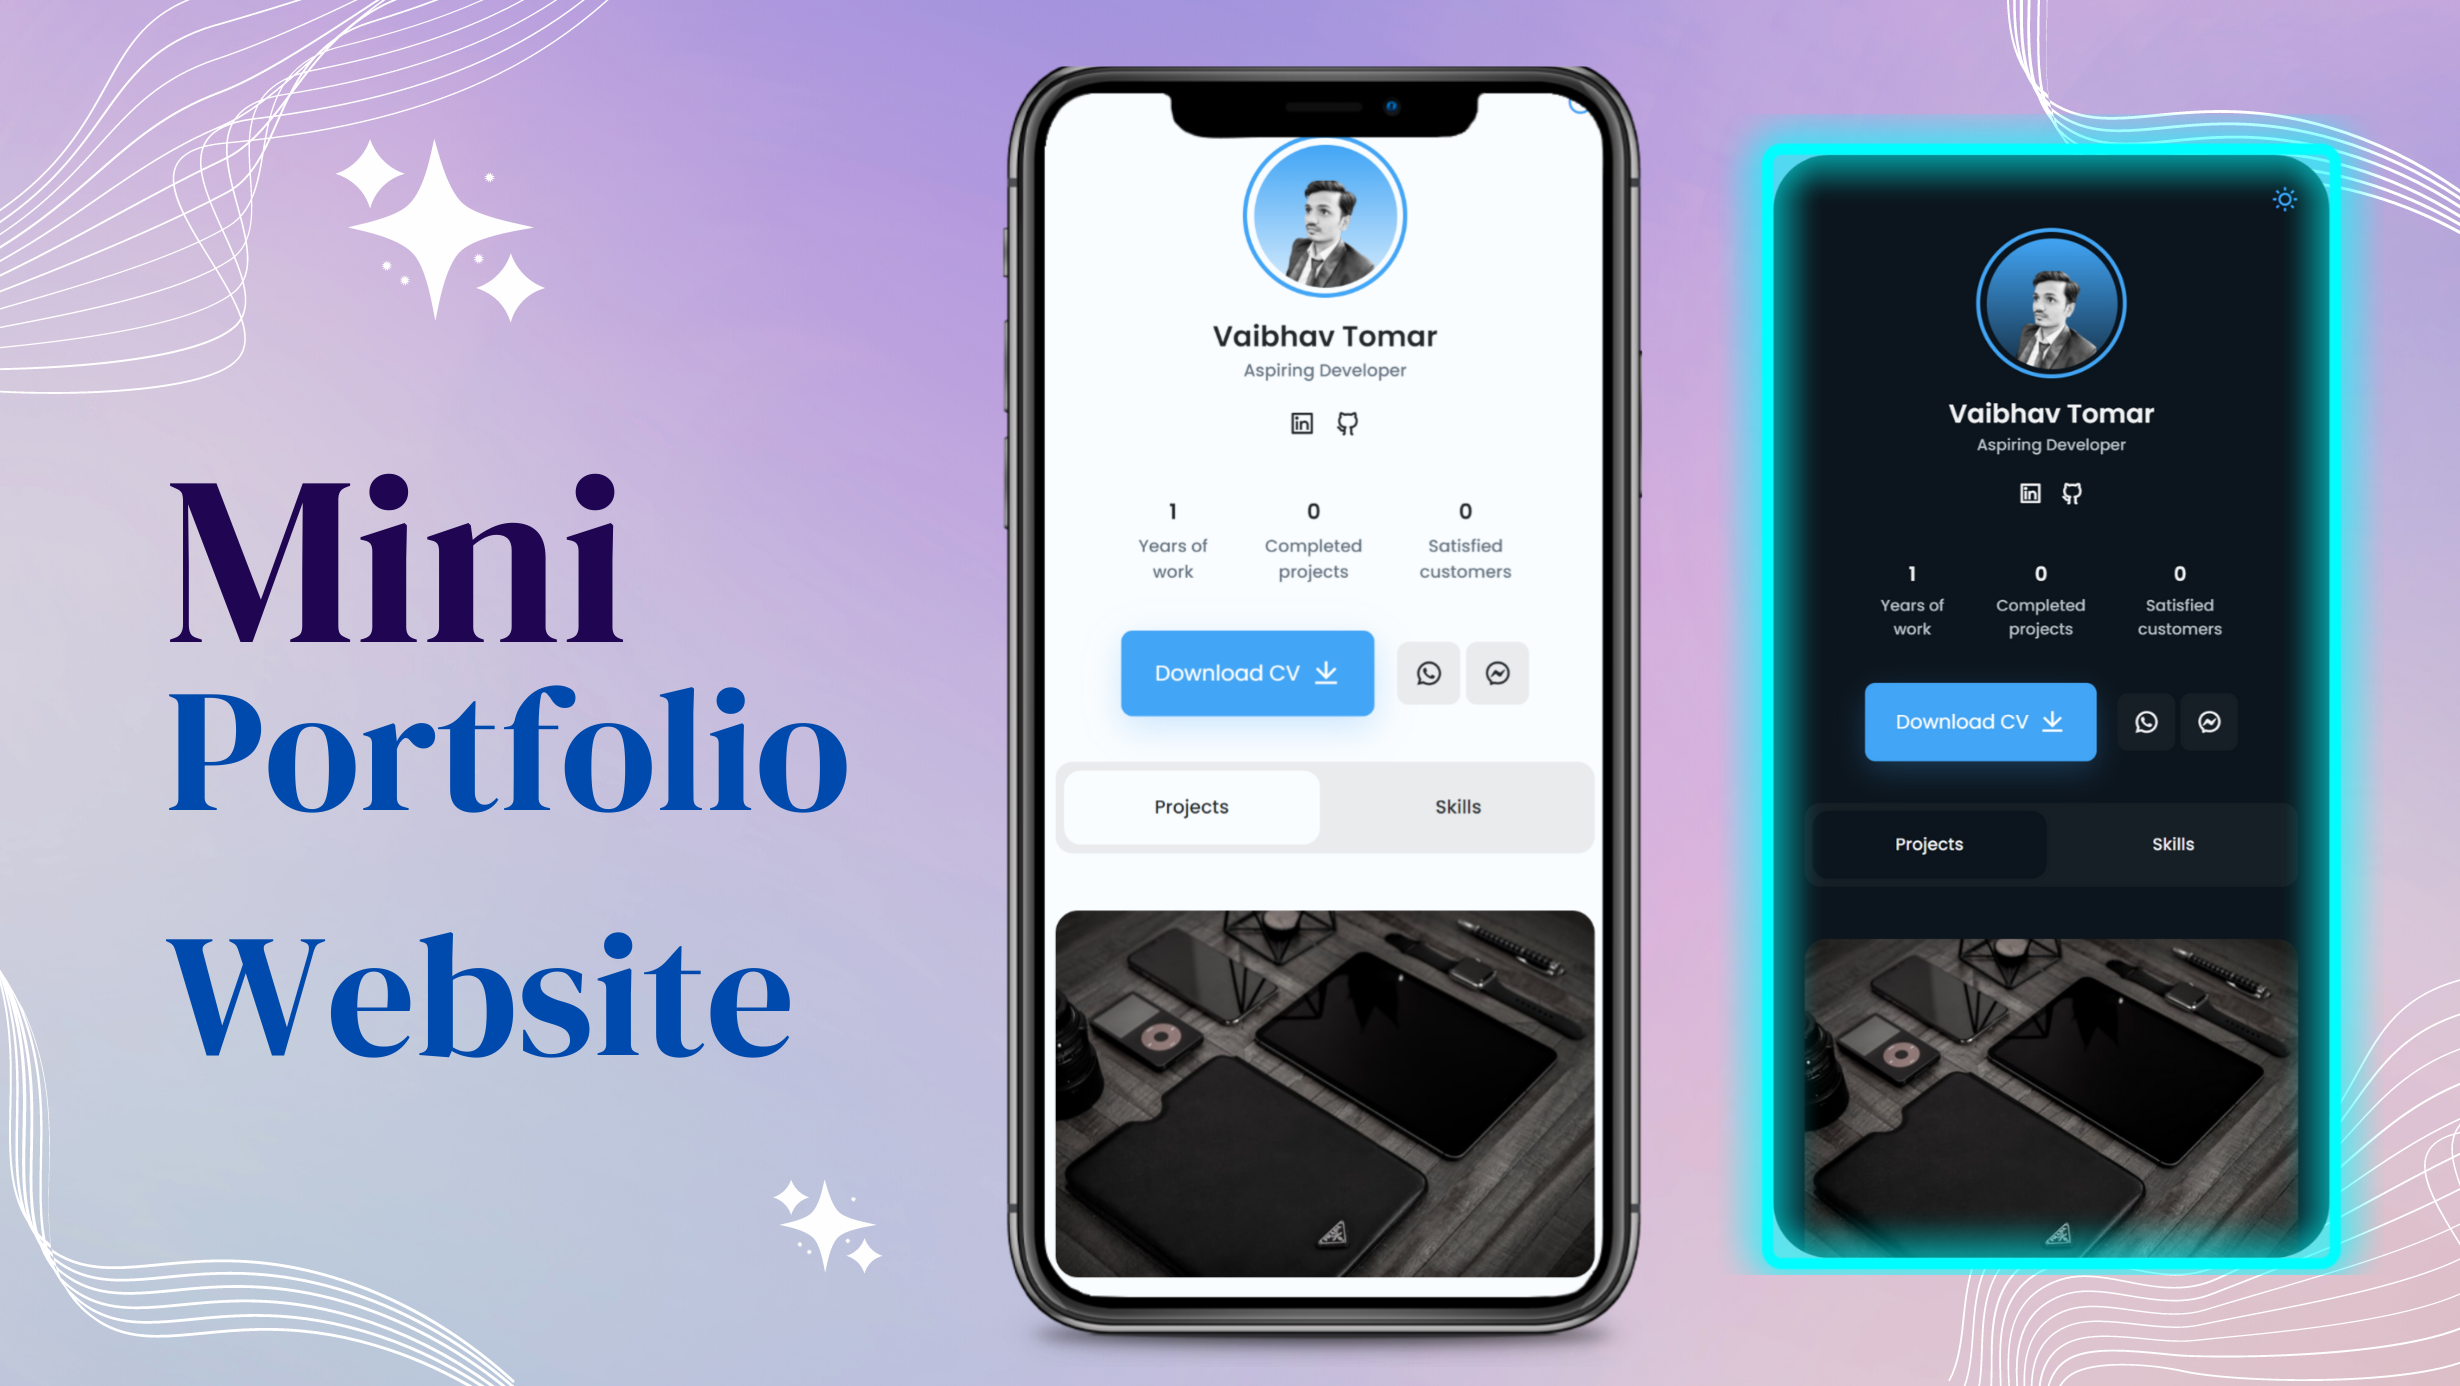 Mini
Portfolio
Website
Vaibhav Tomar
Aspiring Developer
1
Years of
work
0
Completed
projects
0
Satisfied
customers
Download CV
Projects
Skills
Vaibhav Tomar
Aspiring Developer
1
Years of
work
0
Completed
projects
0
Satisfied
customers
Download CV
Projects
Skills